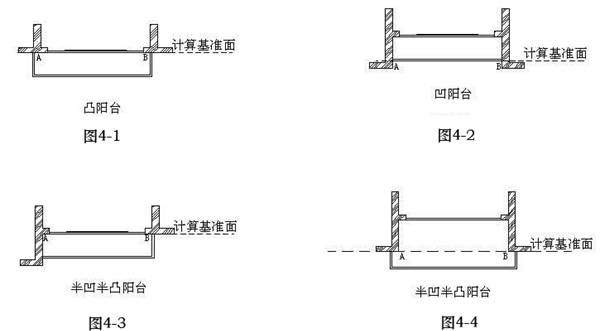 A B 计算基准面
凸阳台
图4-1
A B 计算基准面
凹阳台
图4-2
A B 计算基准面
半凹半凸阳台
图4-3
A B 计算基准面
半凹半凸阳台
图4-4